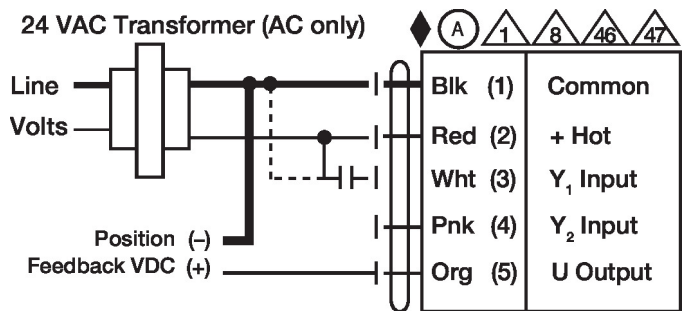 24 VAC Transformer (AC only)
A 1 8 46 47
Line
Volts
Blk (1) Common
Red (2) + Hot
Wht (3) Y₁ Input
Pnk (4) Y₂ Input
Position (–)
Feedback VDC (+)
Org (5) U Output